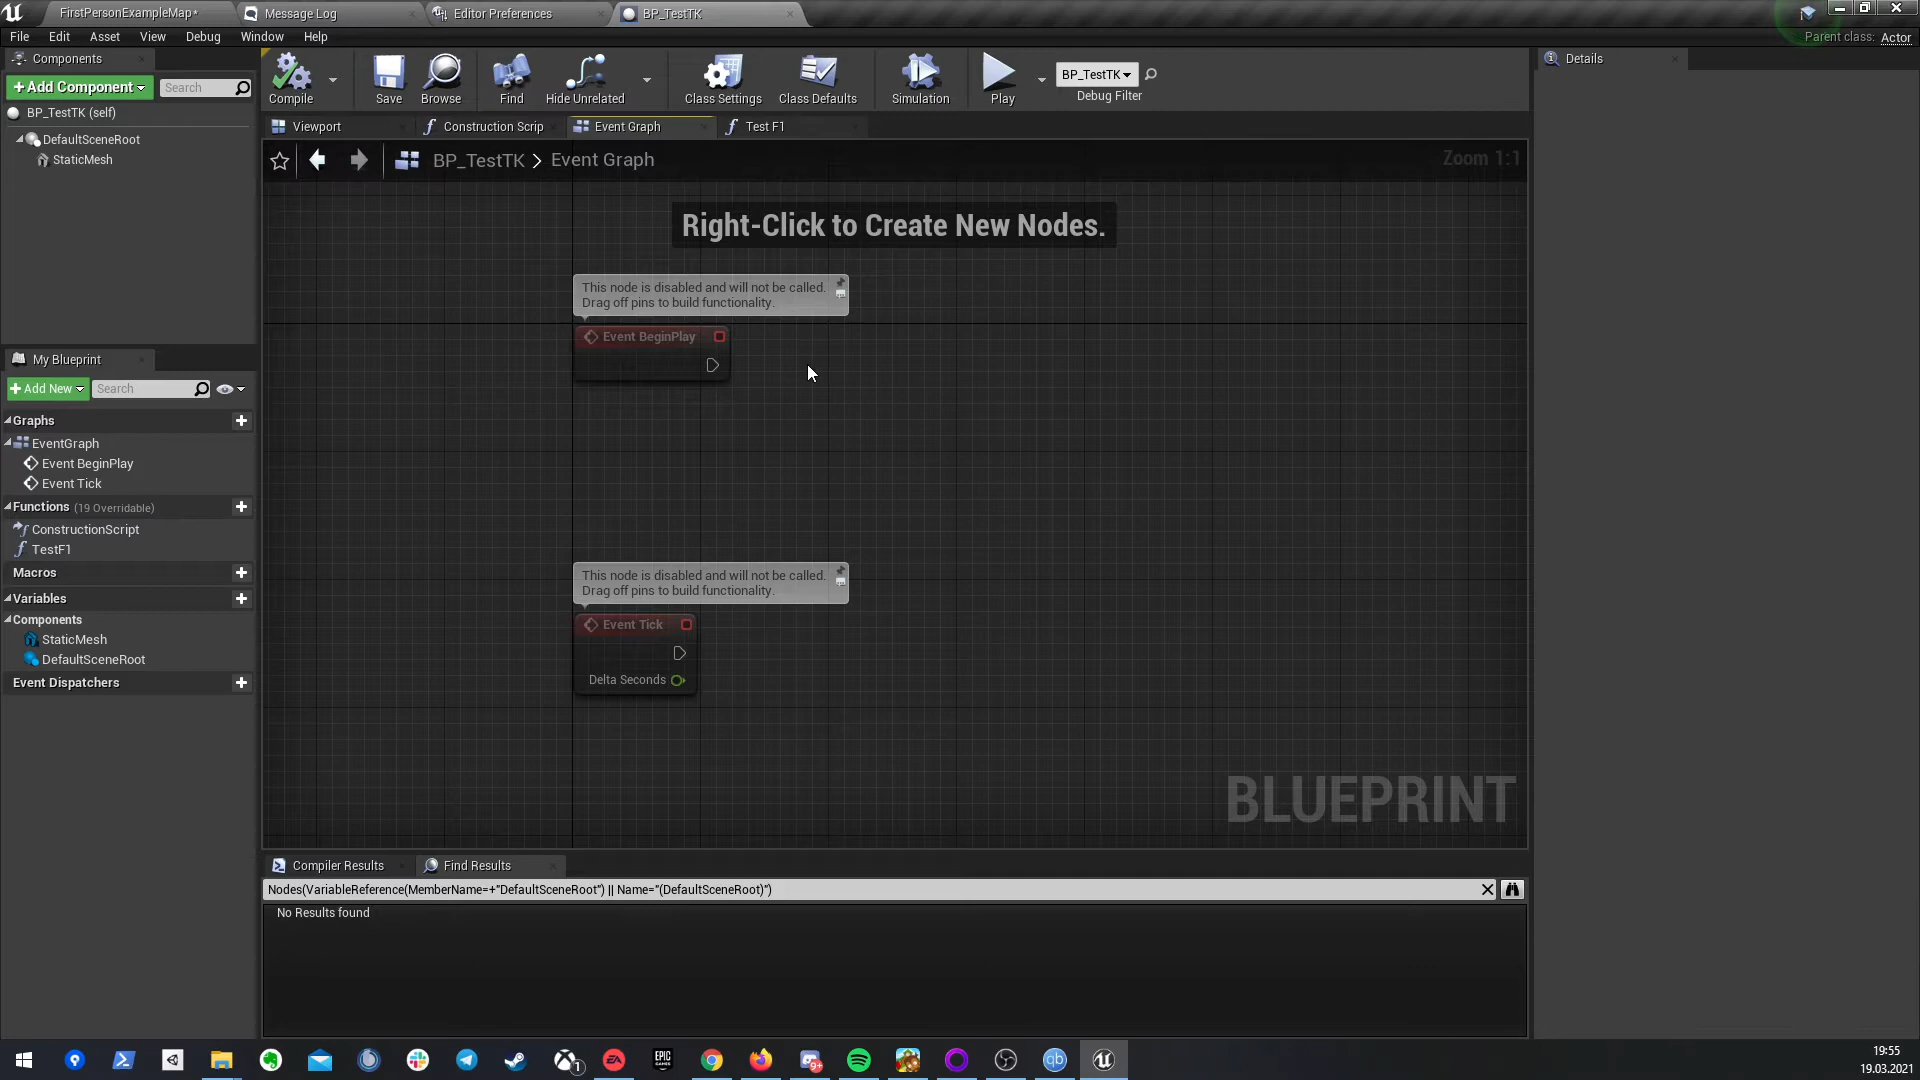 FirstPersonExampleMap*
Message Log
Editor Preferences
BP_TestTK
File
Edit
Asset
View
Debug
Window
Help
Parent class: Actor
Components
+Add Component
Search
BP_TestTK (self)
DefaultSceneRoot
StaticMesh
Compile
Save
Browse
Find
Hide Unrelated
Class Settings
Class Defaults
Simulation
Play
BP_TestTK
Debug Filter
Details
Viewport
Construction Scrip
Event Graph
Test F1
BP_TestTK > Event Graph
Zoom 1:1
Right-Click to Create New Nodes.
This node is disabled and will not be called.
Drag off pins to build functionality.
Event BeginPlay
This node is disabled and will not be called.
Drag off pins to build functionality.
Event Tick
Delta Seconds
BLUEPRINT
My Blueprint
+Add New
Search
Graphs
EventGraph
Event BeginPlay
Event Tick
Functions (19 Overridable)
ConstructionScript
TestF1
Macros
Variables
Components
StaticMesh
DefaultSceneRoot
Event Dispatchers
Compiler Results
Find Results
Nodes(VariableReference(MemberName=+"DefaultSceneRoot") || Name="(DefaultSceneRoot)")
No Results found
1
EA
EPIC
GAMES
9+
qb
19:55
19.03.2021